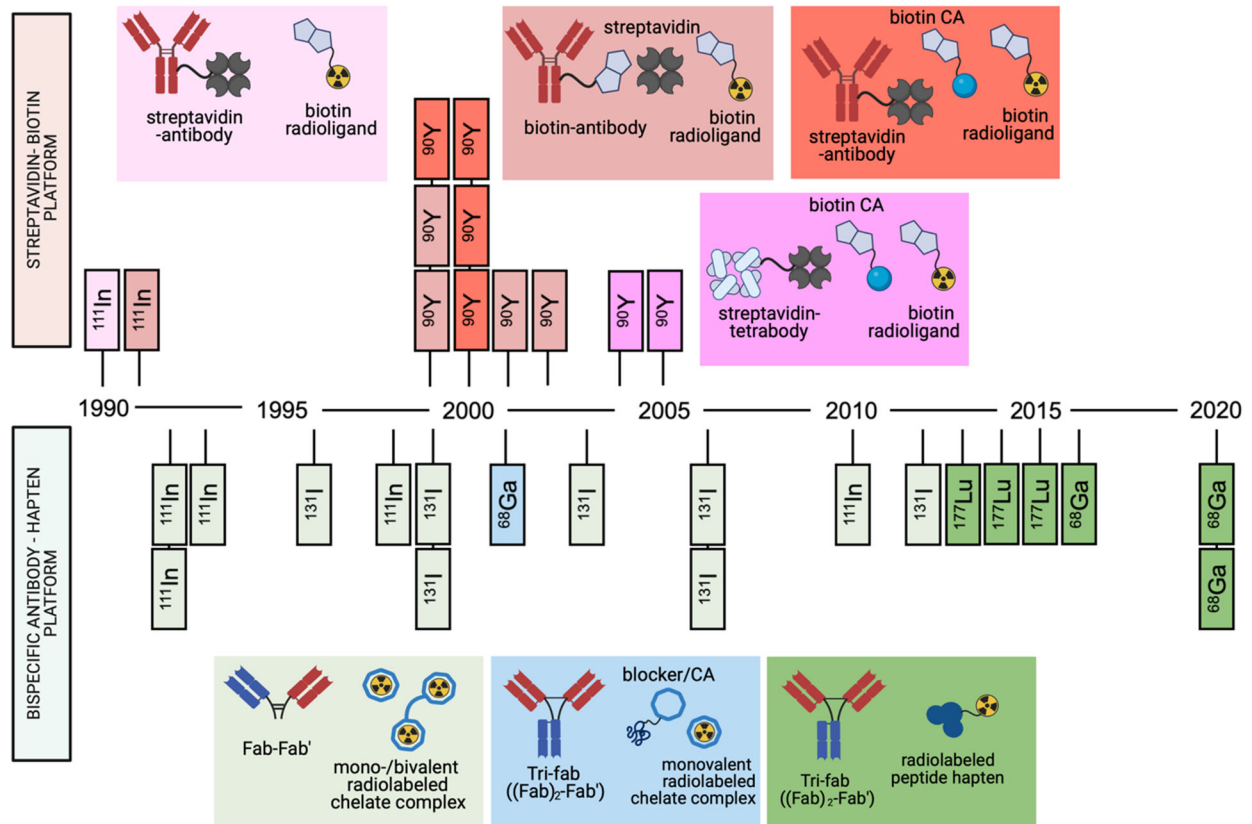 STREPTAVIDIN- BIOTIN
PLATFORM
streptavidin
-antibody
biotin
radioligand
streptavidin
biotin-antibody
biotin
radioligand
biotin CA
streptavidin
-antibody
biotin
radioligand
biotin CA
streptavidin-
tetrabody
biotin
radioligand
¹¹¹In
¹¹¹In
⁹⁰Y
⁹⁰Y
⁹⁰Y
⁹⁰Y
⁹⁰Y
⁹⁰Y
⁹⁰Y
⁹⁰Y
⁹⁰Y
⁹⁰Y
1990
1995
2000
2005
2010
2015
2020
BISPECIFIC ANTIBODY - HAPTEN
PLATFORM
¹¹¹In
¹¹¹In
¹³¹I
¹¹¹In
¹³¹I
⁶⁸Ga
¹³¹I
¹³¹I
¹¹¹In
¹³¹I
¹⁷⁷Lu
¹⁷⁷Lu
¹⁷⁷Lu
⁶⁸Ga
⁶⁸Ga
¹¹¹In
¹³¹I
¹³¹I
⁶⁸Ga
Fab-Fab'
mono-/bivalent
radiolabeled
chelate complex
blocker/CA
Tri-fab
((Fab)₂-Fab')
monovalent
radiolabeled
chelate complex
Tri-fab
((Fab)₂-Fab')
radiolabeled
peptide hapten